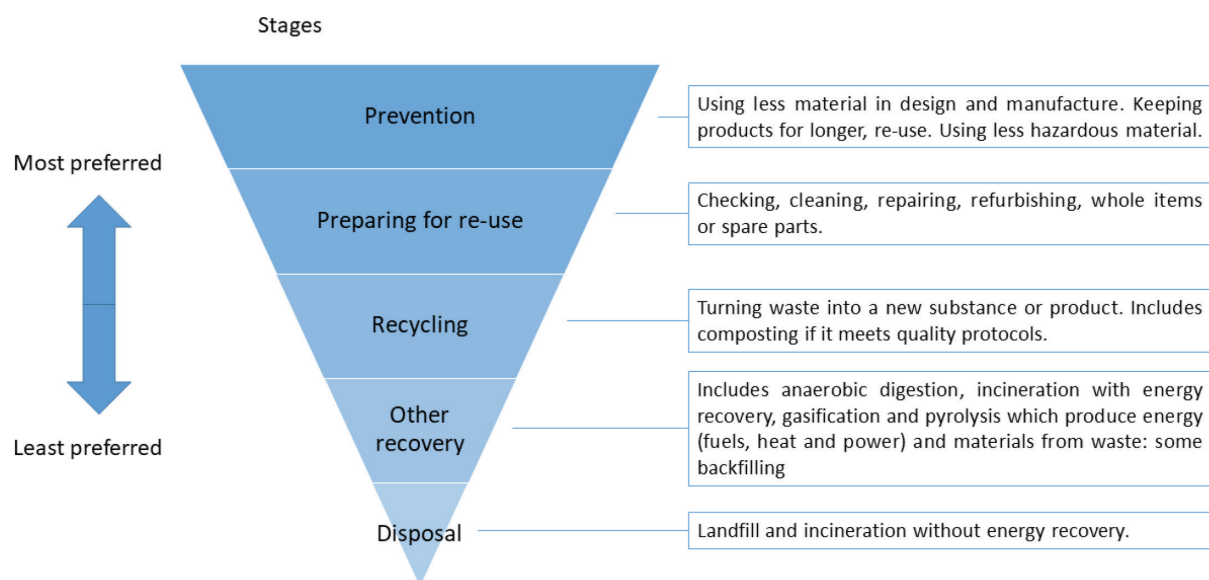 Stages
Prevention
Using less material in design and manufacture. Keeping
products for longer, re-use. Using less hazardous material.
Most preferred
Preparing for re-use
Checking, cleaning, repairing, refurbishing, whole items
or spare parts.
Recycling
Turning waste into a new substance or product. Includes
composting if it meets quality protocols.
Other
recovery
Includes anaerobic digestion, incineration with energy
recovery, gasification and pyrolysis which produce energy
(fuels, heat and power) and materials from waste: some
backfilling
Least preferred
Disposal
Landfill and incineration without energy recovery.